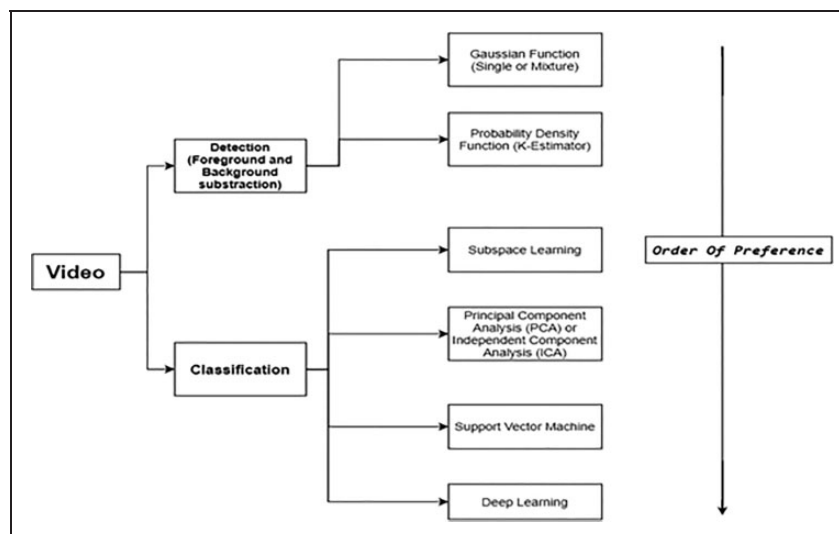 Gaussian Function
(Single or Mixture)
Probability Density
Function (K-Estimator)
Detection
(Foreground and
Background
substraction)
Subspace Learning
Order Of Preference
Video
Principal Component
Analysis (PCA) or
Independent Component
Analysis (ICA)
Classification
Support Vector Machine
Deep Learning